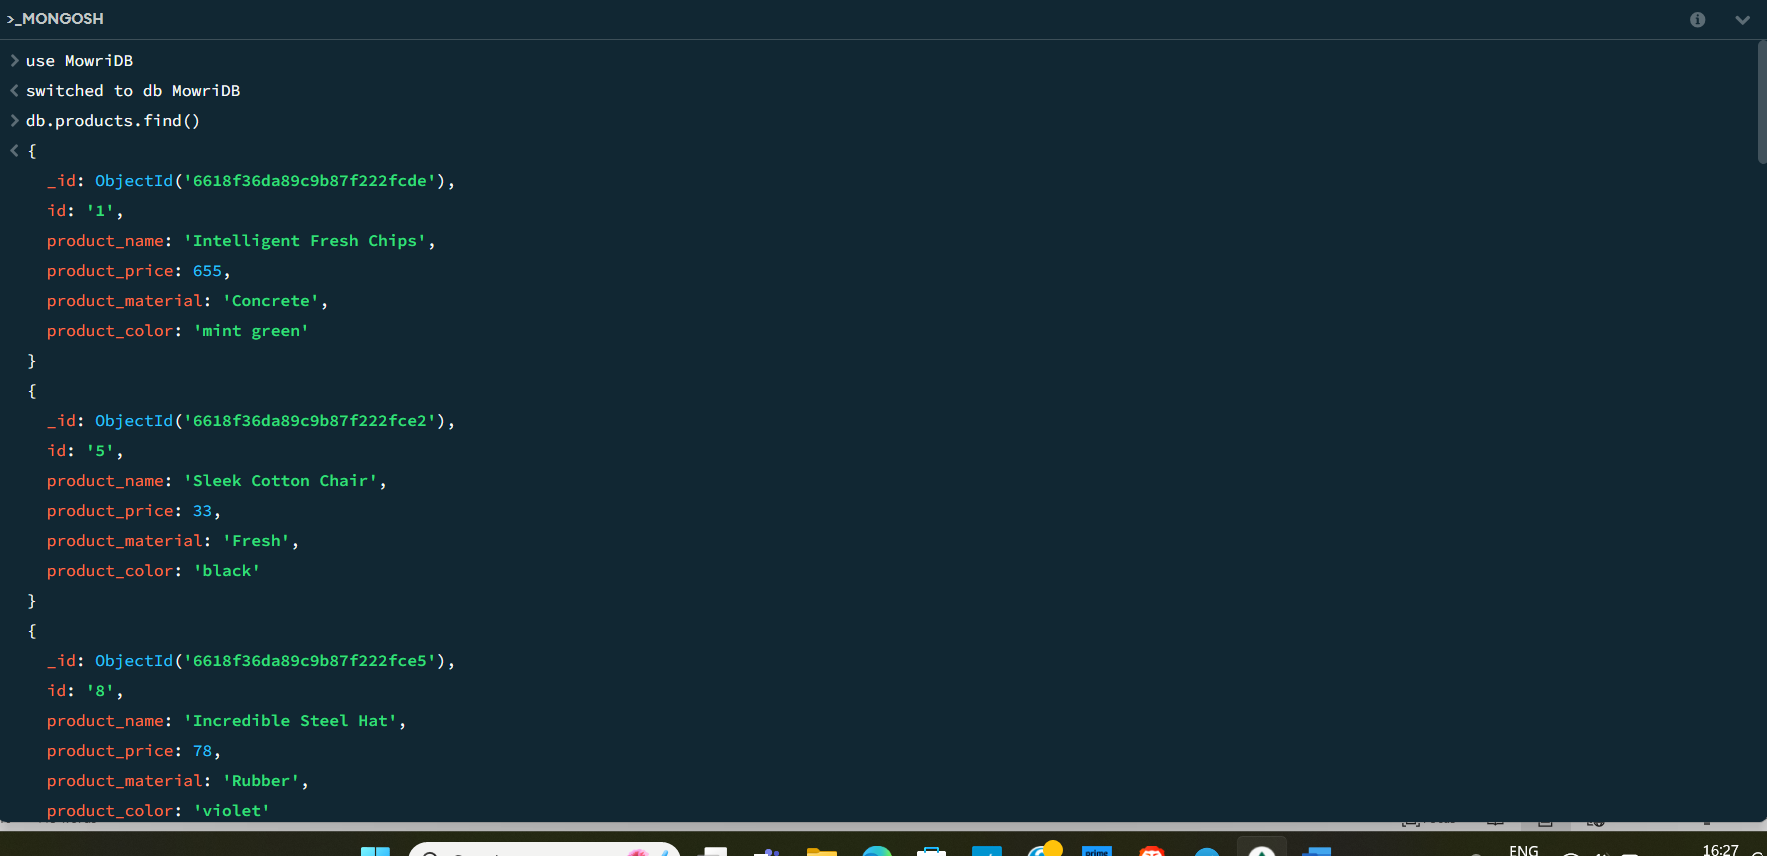 >_MONGOSH
> use MowriDB
< switched to db MowriDB
> db.products.find()
< {
_id: ObjectId('6618f36da89c9b87f222fcde'),
id: '1',
product_name: 'Intelligent Fresh Chips',
product_price: 655,
product_material: 'Concrete',
product_color: 'mint green'
}
{
_id: ObjectId('6618f36da89c9b87f222fce2'),
id: '5',
product_name: 'Sleek Cotton Chair',
product_price: 33,
product_material: 'Fresh',
product_color: 'black'
}
{
_id: ObjectId('6618f36da89c9b87f222fce5'),
id: '8',
product_name: 'Incredible Steel Hat',
product_price: 78,
product_material: 'Rubber',
product_color: 'violet'
prime
ENG
16:27